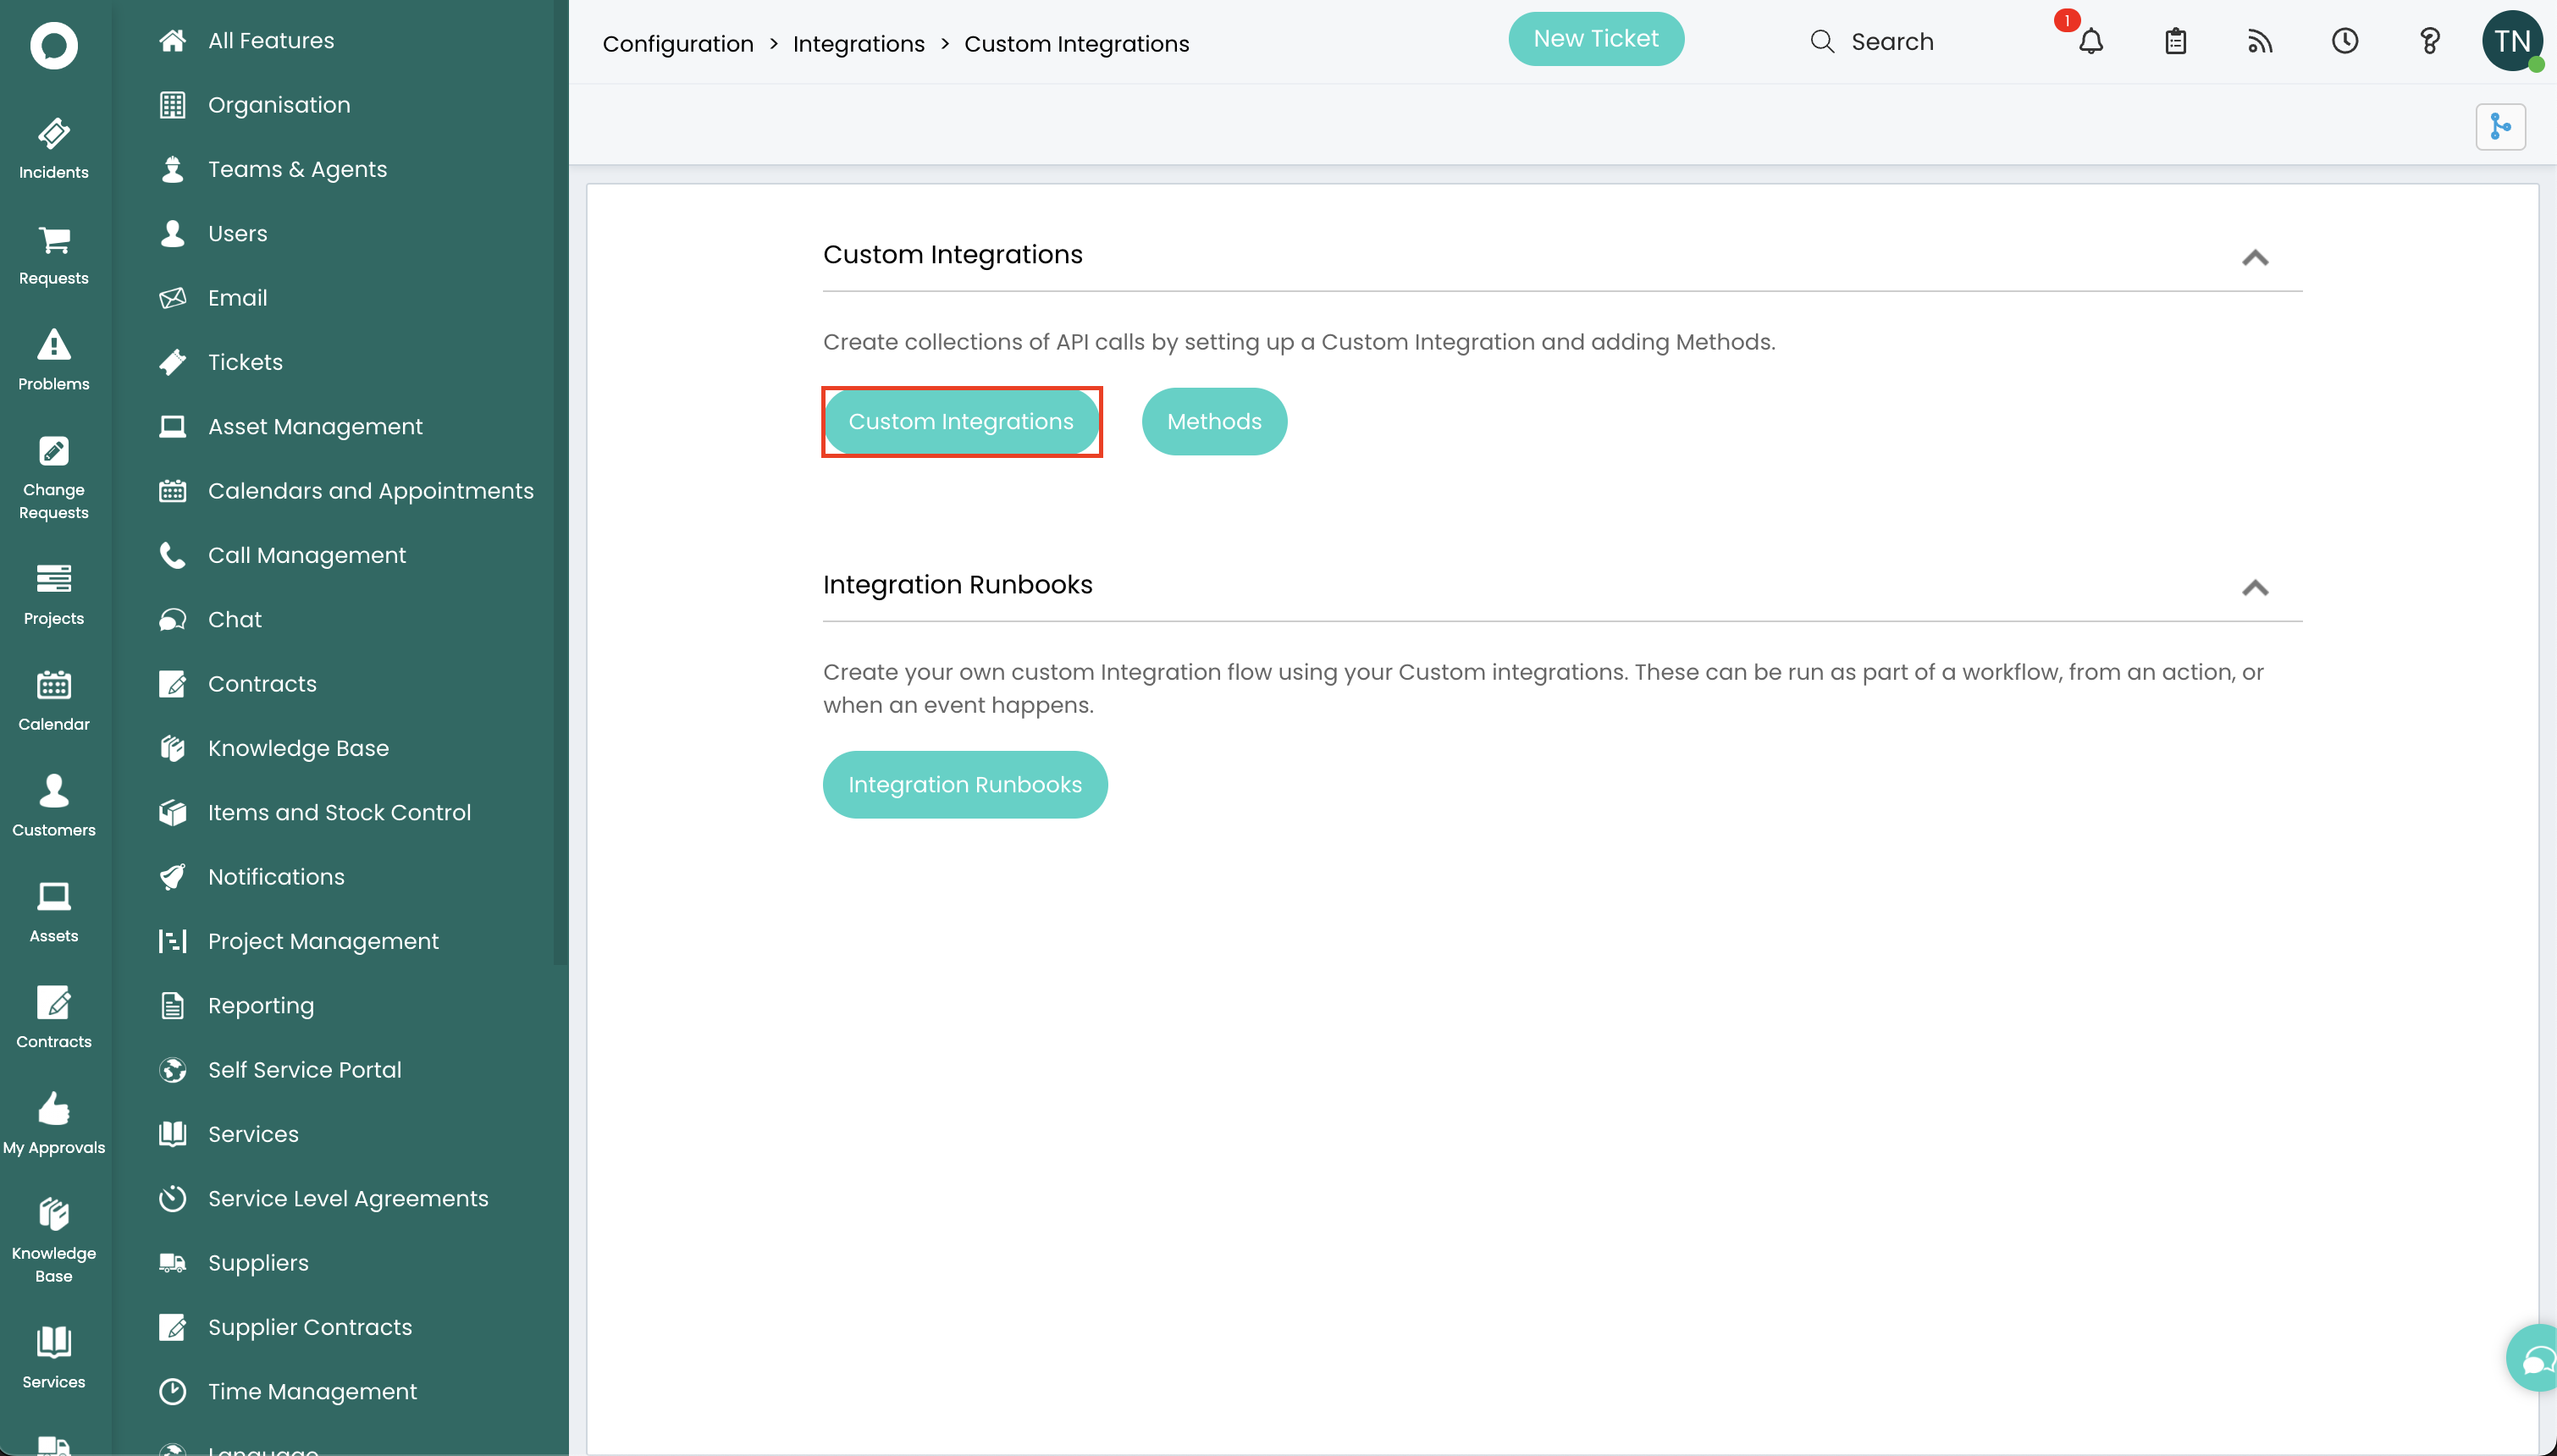 Incidents
Requests
Problems
Change
Requests
Projects
Calendar
Customers
Assets
Contracts
My Approvals
Knowledge
Base
Services
All Features
Organisation
Teams & Agents
Users
Email
Tickets
Asset Management
Calendars and Appointments
Call Management
Chat
Contracts
Knowledge Base
Items and Stock Control
Notifications
Project Management
Reporting
Self Service Portal
Services
Service Level Agreements
Suppliers
Supplier Contracts
Time Management
Language
Configuration > Integrations > Custom Integrations
New Ticket
Search
1
TN
Custom Integrations
Create collections of API calls by setting up a Custom Integration and adding Methods.
Custom Integrations
Methods
Integration Runbooks
Create your own custom Integration flow using your Custom integrations. These can be run as part of a workflow, from an action, or
when an event happens.
Integration Runbooks